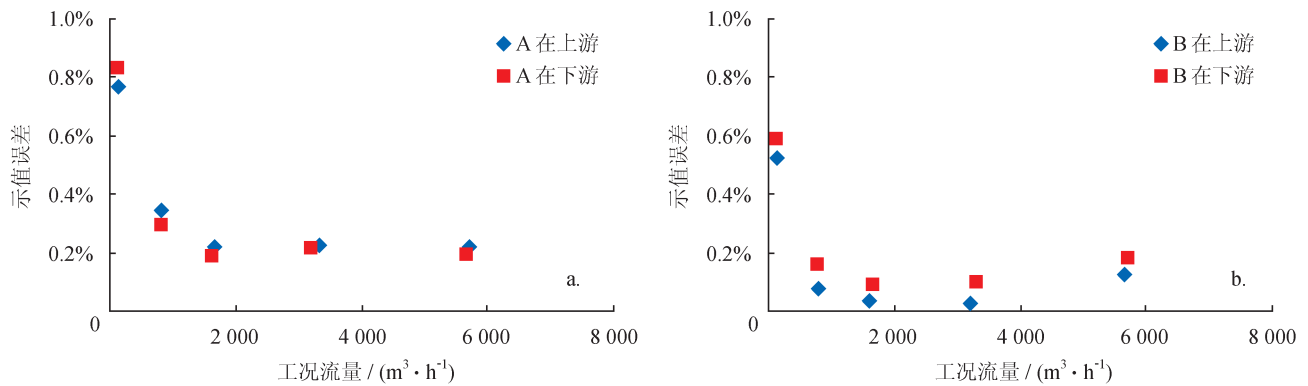 1.0%
0.8%
0.6%
0.4%
0.2%
0
示值误差
A 在上游
A 在下游
a.
2 000
4 000
6 000
8 000
工况流量 / (m³·h⁻¹)
1.0%
0.8%
0.6%
0.4%
0.2%
0
示值误差
B 在上游
B 在下游
b.
2 000
4 000
6 000
8 000
工况流量 / (m³·h⁻¹)